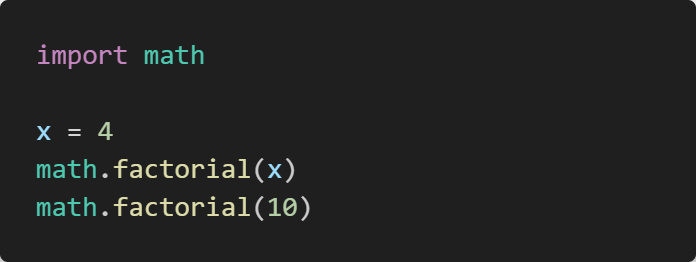 import math
x = 4
math.factorial(x)
math.factorial(10)